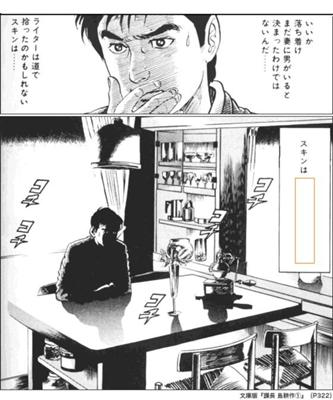 いいか
落ち着け
まだ妻に男がいると
決まったわけでは
ないんだ……
ライターは道で
拾ったのかもしれない
スキンは……
スキンは
コチ
コチ
コチ
コチ
文庫版『課長 島耕作①』 (P322)